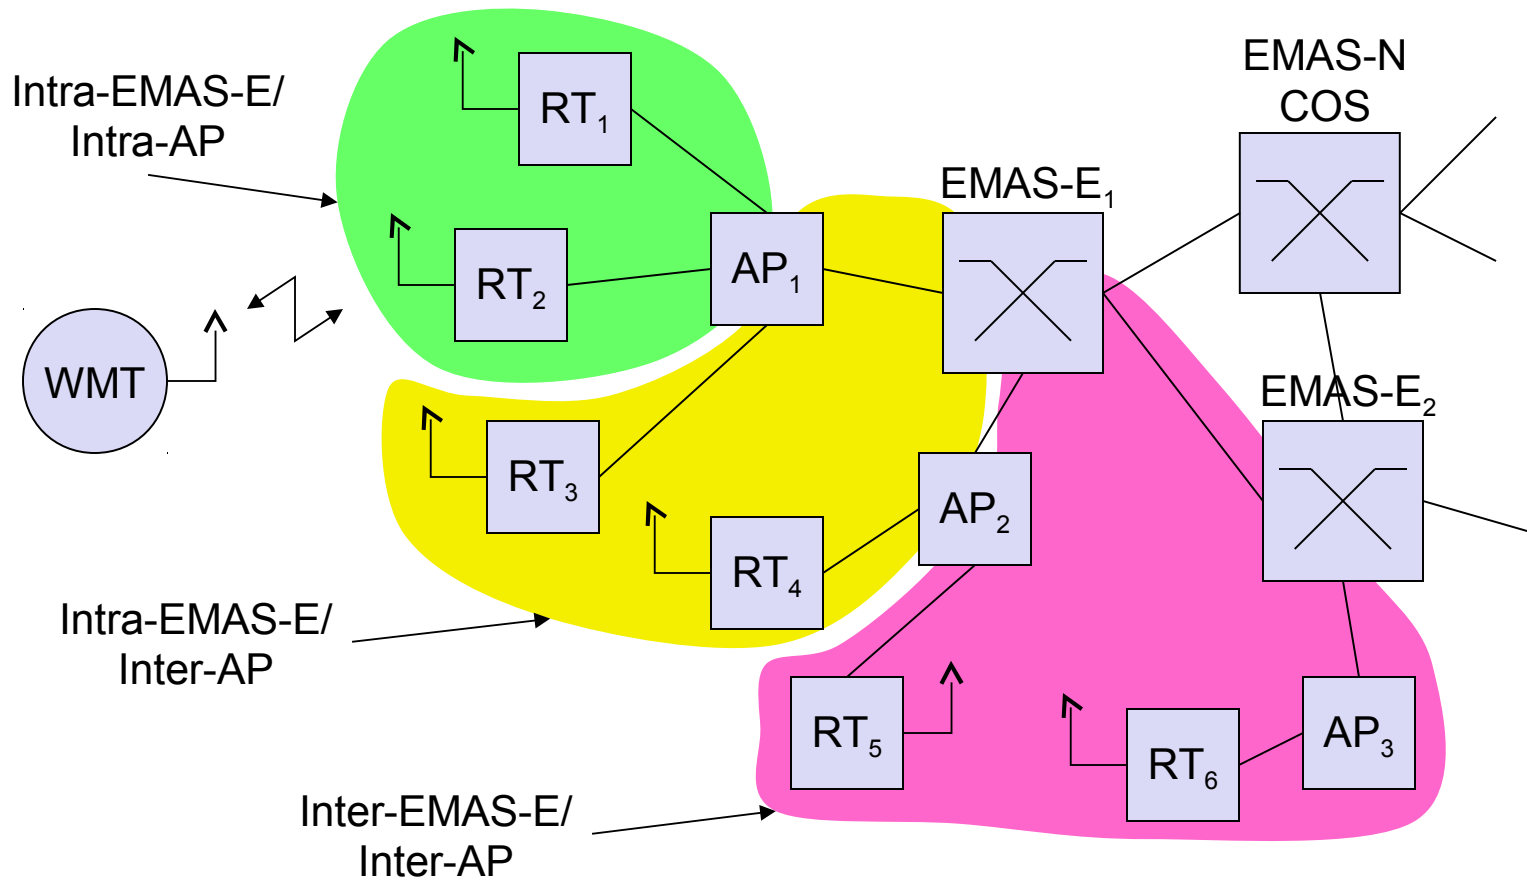 EMAS-N
COS
Intra-EMAS-E/
Intra-AP
RT1
EMAS-E1
RT2
AP1
WMT
EMAS-E2
RT3
AP2
RT4
Intra-EMAS-E/
Inter-AP
RT5
RT6
AP3
Inter-EMAS-E/
Inter-AP